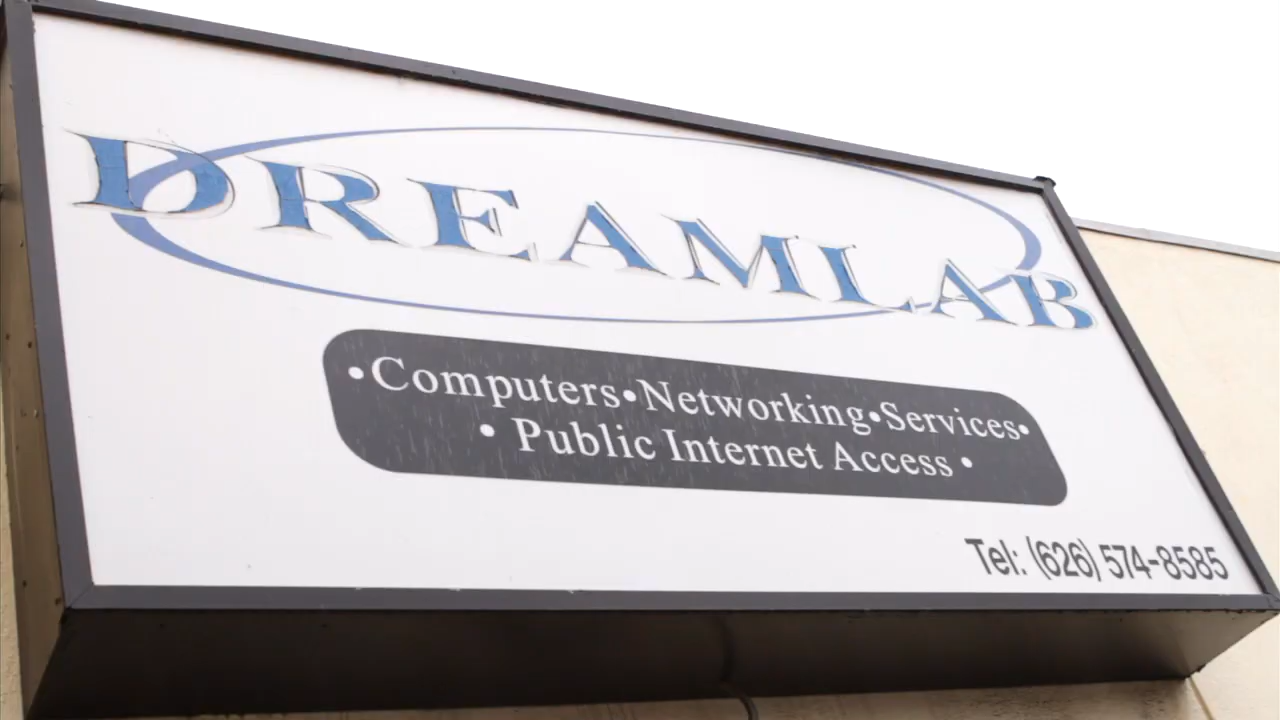 DREAMLAB
•Computers•Networking•Services•
• Public Internet Access •
Tel: (626) 574-8585